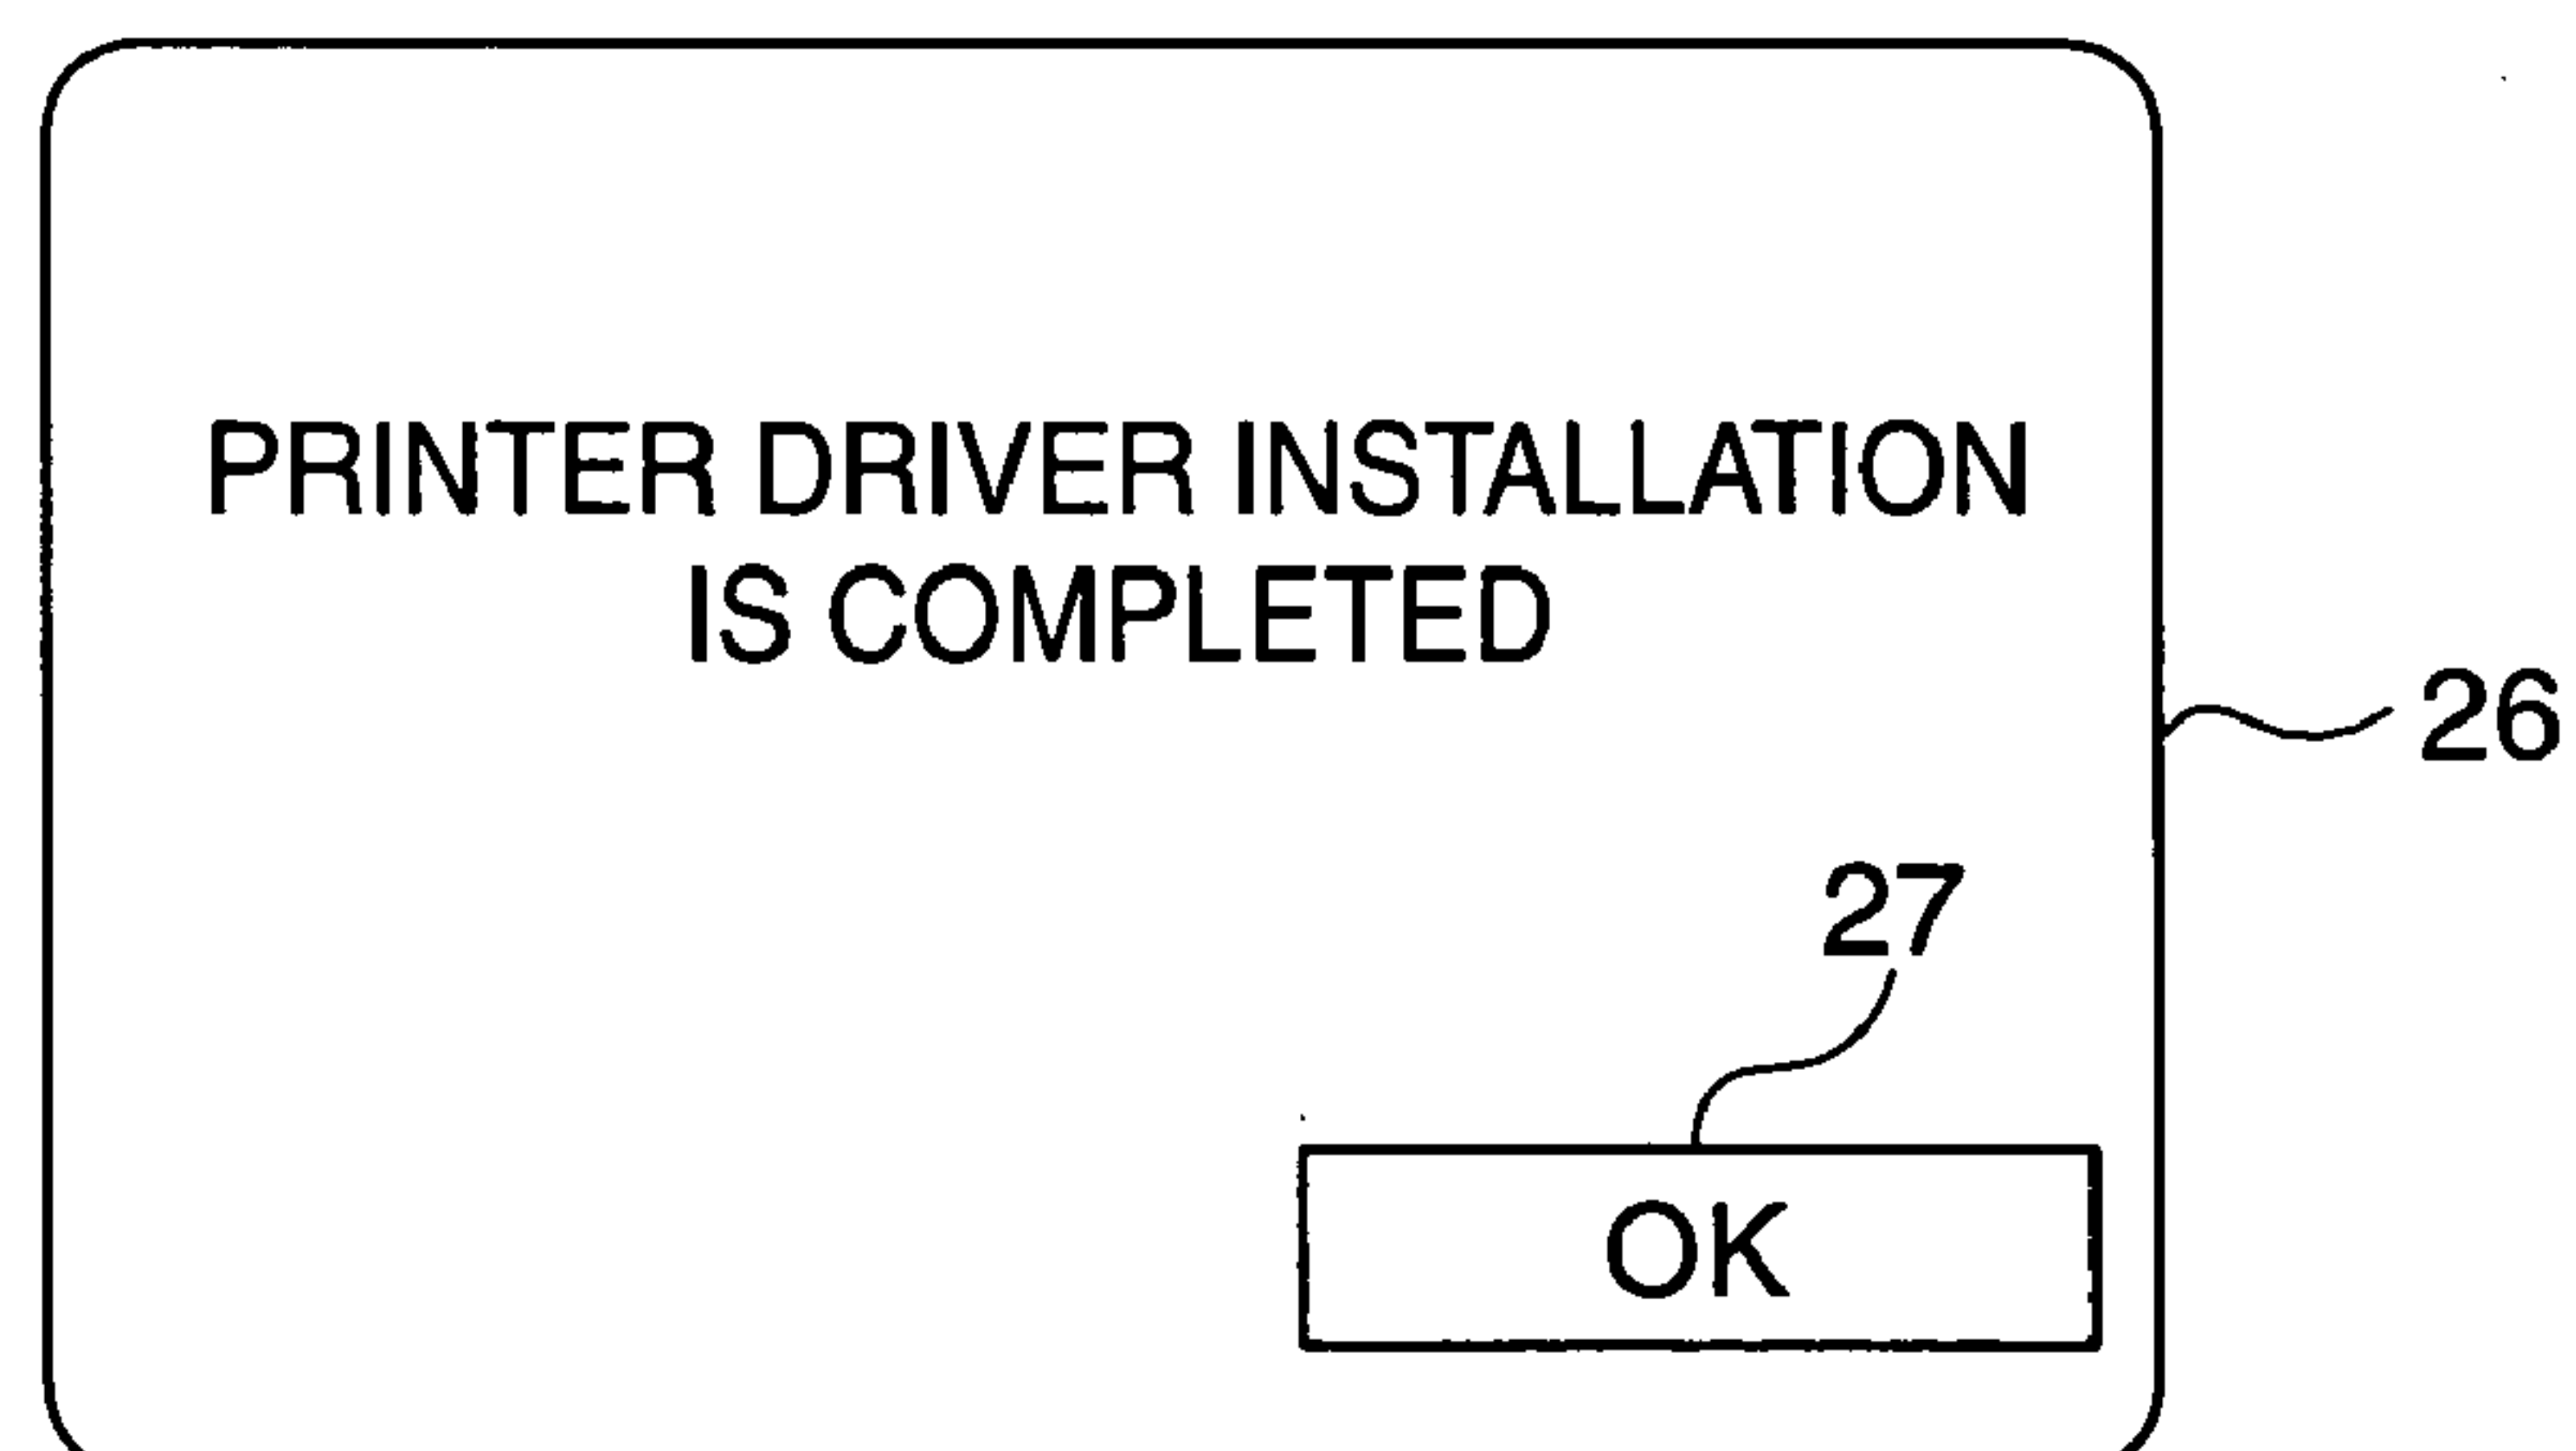 PRINTER DRIVER INSTALLATION
IS COMPLETED
26
27
OK